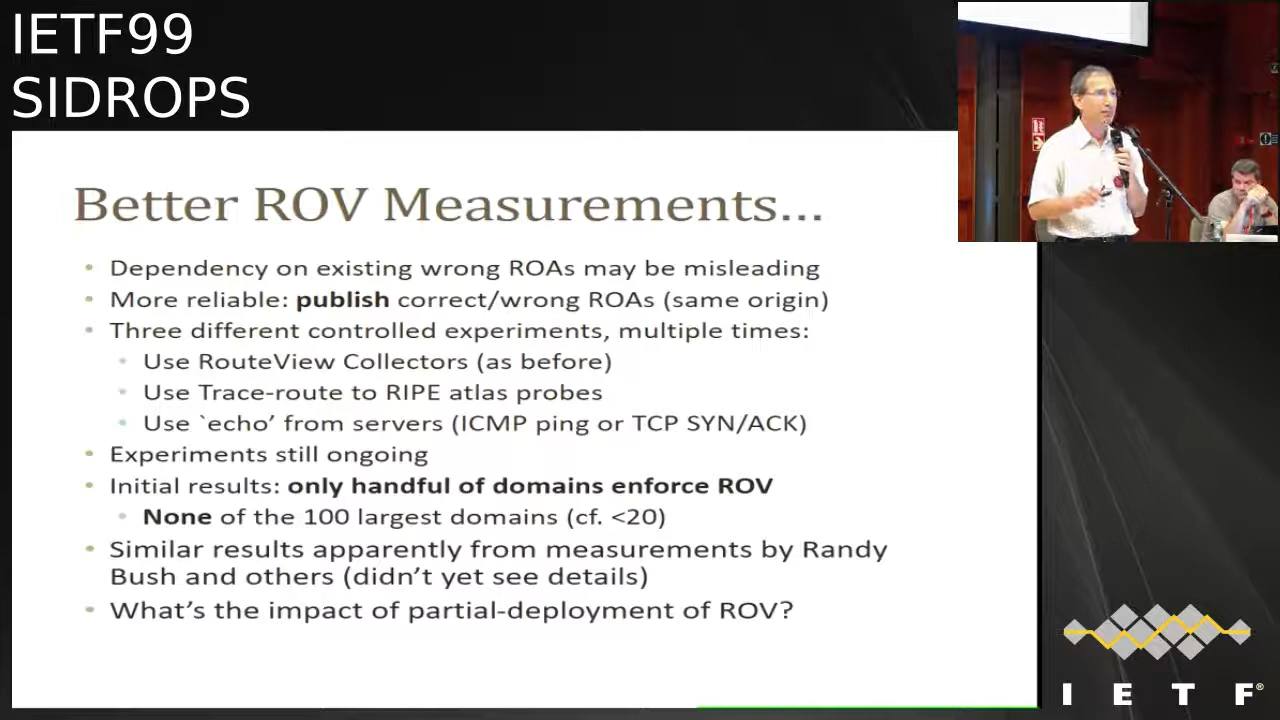 IETF99
SIDROPS
Better ROV Measurements...
• Dependency on existing wrong ROAs may be misleading
• More reliable: publish correct/wrong ROAs (same origin)
• Three different controlled experiments, multiple times:
• Use RouteView Collectors (as before)
• Use Trace-route to RIPE atlas probes
• Use `echo’ from servers (ICMP ping or TCP SYN/ACK)
• Experiments still ongoing
• Initial results: only handful of domains enforce ROV
• None of the 100 largest domains (cf. <20)
• Similar results apparently from measurements by Randy
Bush and others (didn’t yet see details)
• What’s the impact of partial-deployment of ROV?
I E T F®